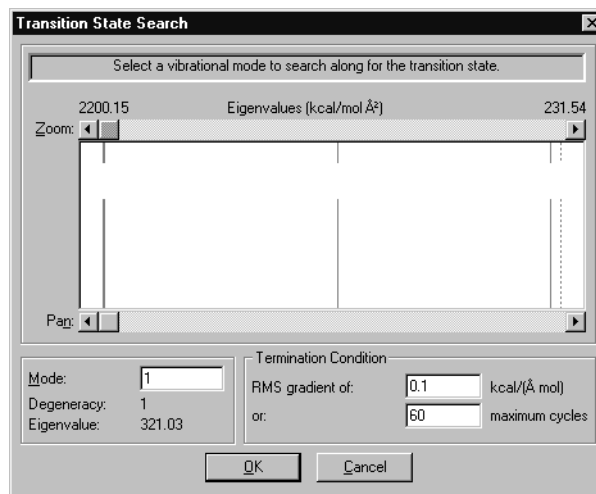 Transition State Search
Select a vibrational mode to search along for the transition state.
2200.15 Eigenvalues (kcal/mol Å²) 231.54
Zoom:
Pan:
Mode: 1
Degeneracy: 1
Eigenvalue: 321.03
Termination Condition
RMS gradient of: 0.1 kcal/(Å mol)
or: 60 maximum cycles
OK Cancel